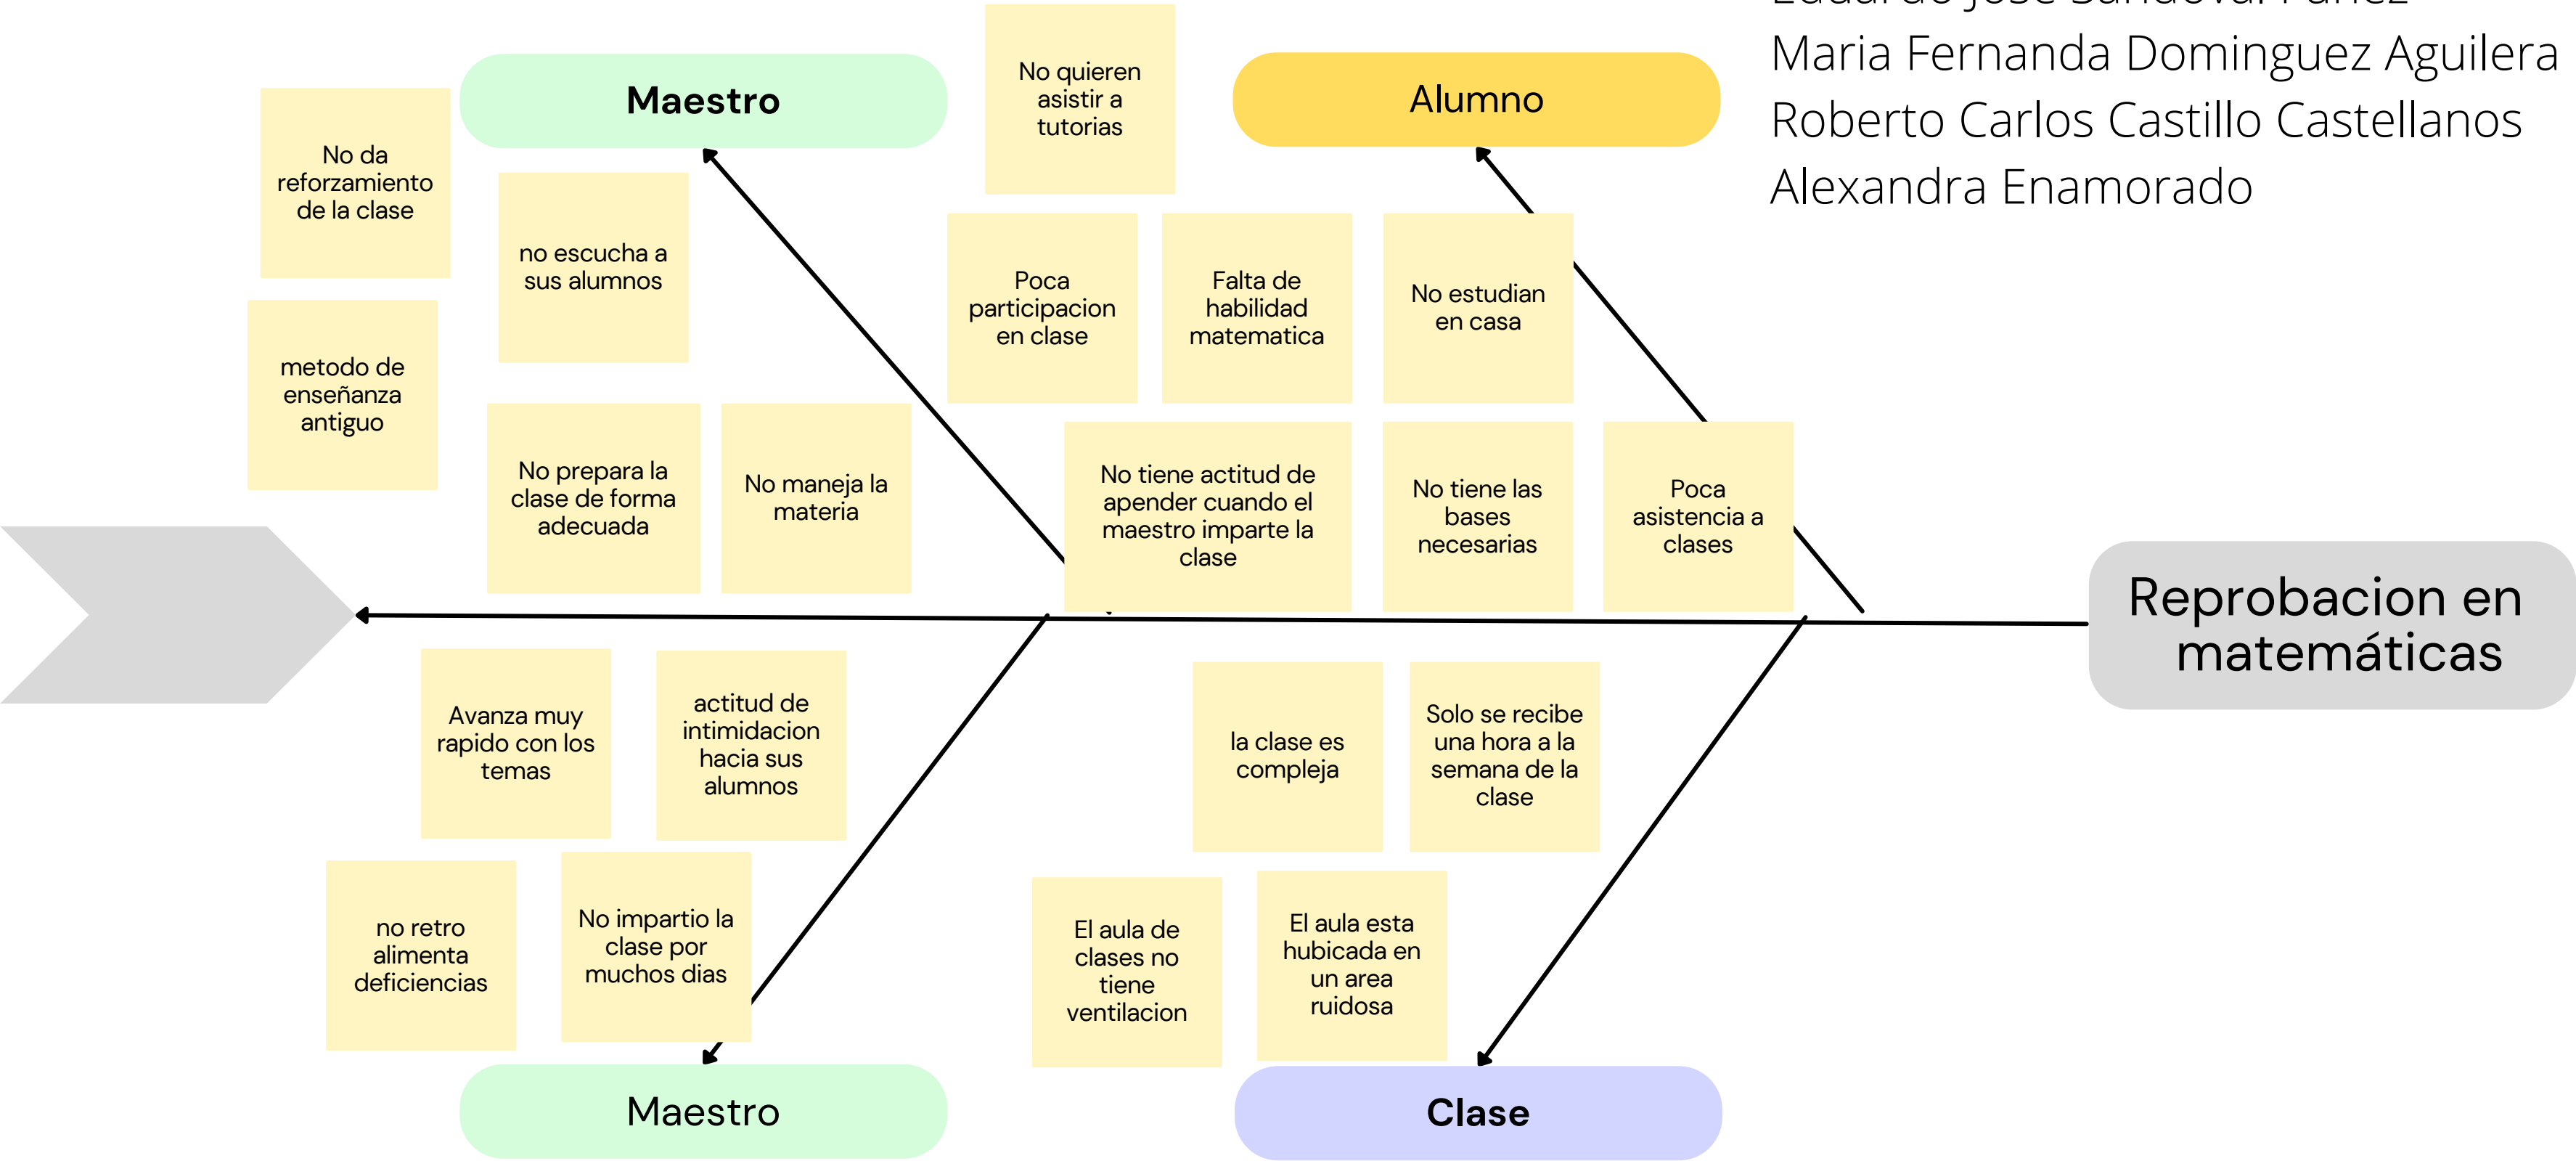 Maria Fernanda Dominguez Aguilera
Roberto Carlos Castillo Castellanos
Alexandra Enamorado
Maestro
No da
reforzamiento
de la clase
no escucha a
sus alumnos
metodo de
enseñanza
antiguo
No prepara la
clase de forma
adecuada
No maneja la
materia
Alumno
No quieren
asistir a
tutorias
Poca
participacion
en clase
Falta de
habilidad
matematica
No estudian
en casa
No tiene actitud de
apender cuando el
maestro imparte la
clase
No tiene las
bases
necesarias
Poca
asistencia a
clases
Reprobacion en
matemáticas
Avanza muy
rapido con los
temas
actitud de
intimidacion
hacia sus
alumnos
no retro
alimenta
deficiencias
No impartio la
clase por
muchos dias
Maestro
la clase es
compleja
Solo se recibe
una hora a la
semana de la
clase
El aula de
clases no
tiene
ventilacion
El aula esta
hubicada en
un area
ruidosa
Clase